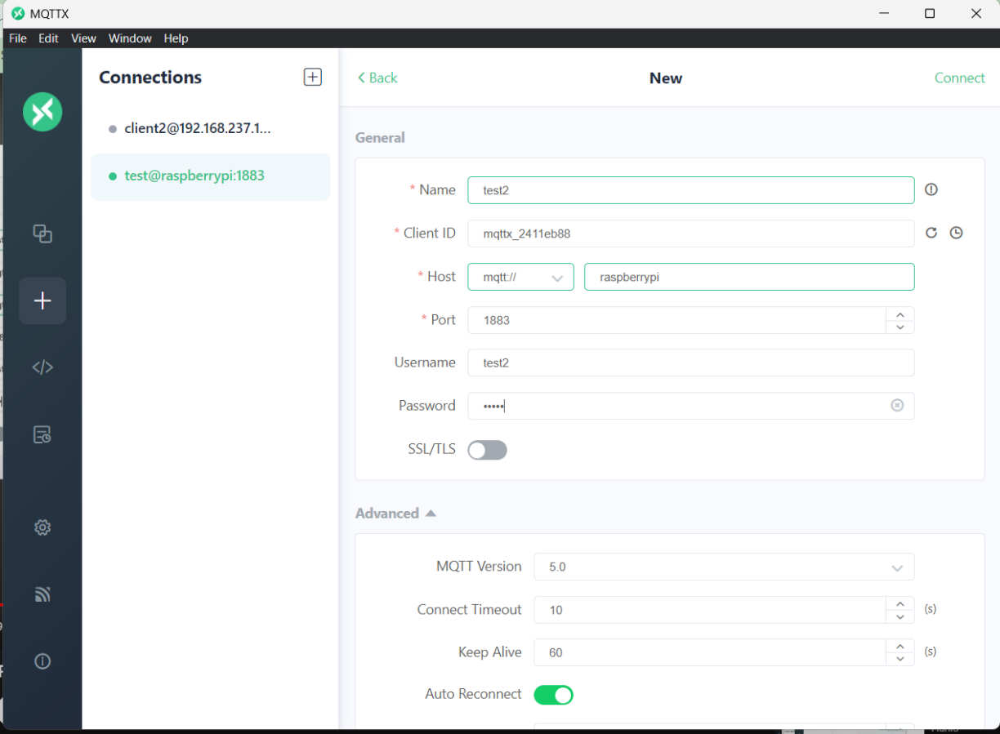 MQTTX
File Edit View Window Help
Connections
client2@192.168.237.1...
test@raspberrypi:1883
Back
New
Connect
General
* Name test2
* Client ID mqttx_2411eb88
* Host mqtt:// raspberrypi
* Port 1883
Username test2
Password •••••
SSL/TLS
Advanced
MQTT Version 5.0
Connect Timeout 10 (s)
Keep Alive 60 (s)
Auto Reconnect